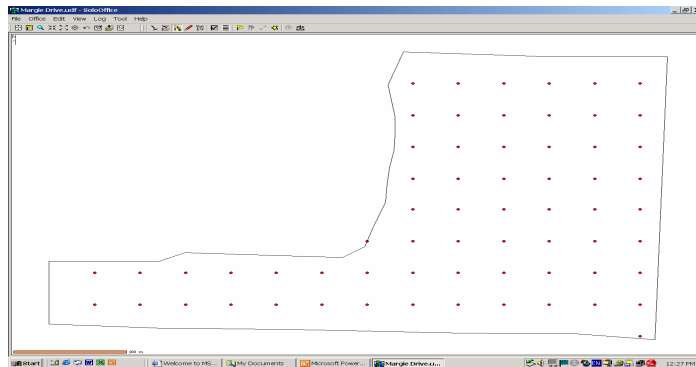 Margie Drive.udf - SoloOffice
File Office Edit View Log Tool Help
N
Start Welcome to MS... My Documents Microsoft Power... Margie Drive.u... 12:27 PM